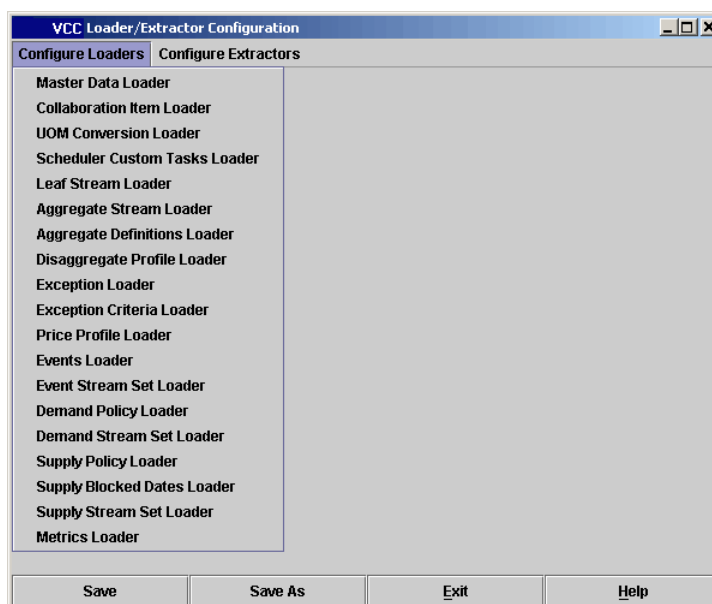 VCC Loader/Extractor Configuration
Configure Loaders Configure Extractors
Master Data Loader
Collaboration Item Loader
UOM Conversion Loader
Scheduler Custom Tasks Loader
Leaf Stream Loader
Aggregate Stream Loader
Aggregate Definitions Loader
Disaggregate Profile Loader
Exception Loader
Exception Criteria Loader
Price Profile Loader
Events Loader
Event Stream Set Loader
Demand Policy Loader
Demand Stream Set Loader
Supply Policy Loader
Supply Blocked Dates Loader
Supply Stream Set Loader
Metrics Loader
Save Save As Exit Help